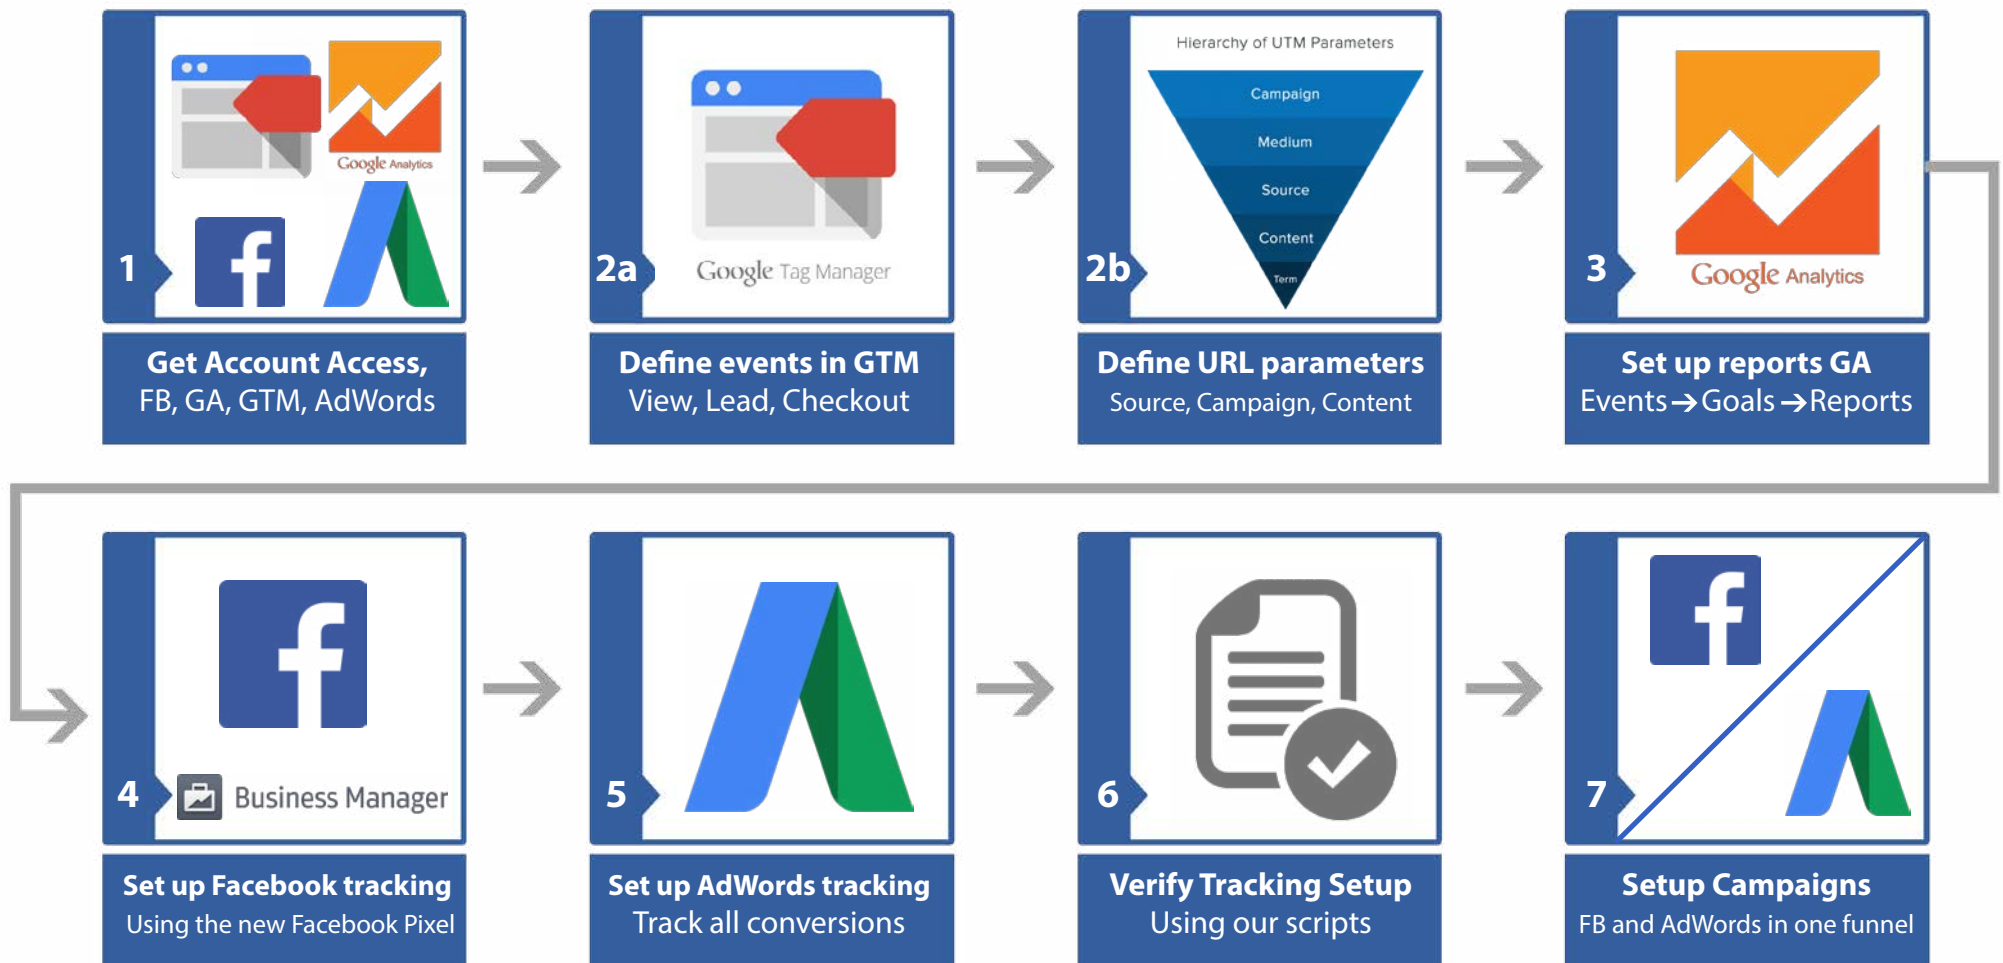 Google Analytics
1
Get Account Access,
FB, GA, GTM, AdWords
2a
Google Tag Manager
Define events in GTM
View, Lead, Checkout
Hierarchy of UTM Parameters
Campaign
Medium
Source
Content
Term
2b
Define URL parameters
Source, Campaign, Content
3
Google Analytics
Set up reports GA
Events → Goals → Reports
4
Business Manager
Set up Facebook tracking
Using the new Facebook Pixel
5
Set up AdWords tracking
Track all conversions
6
Verify Tracking Setup
Using our scripts
7
Setup Campaigns
FB and AdWords in one funnel